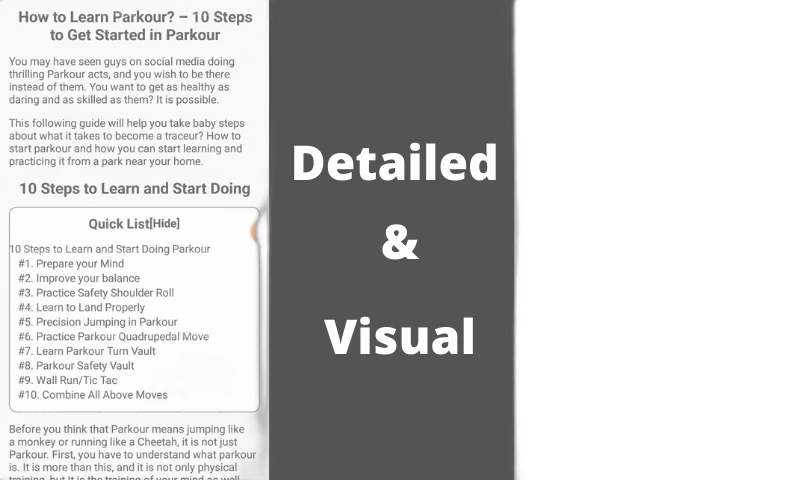 How to Learn Parkour? – 10 Steps
to Get Started in Parkour
You may have seen guys on social media doing
thrilling Parkour acts, and you wish to be there
instead of them. You want to get as healthy as
daring and as skilled as them? It is possible.
This following guide will help you take baby steps
about what it takes to become a traceur? How to
start parkour and how you can start learning and
practicing it from a park near your home.
10 Steps to Learn and Start Doing
Quick List[Hide]
10 Steps to Learn and Start Doing Parkour
#1. Prepare your Mind
#2. Improve your balance
#3. Practice Safety Shoulder Roll
#4. Learn to Land Properly
#5. Precision Jumping in Parkour
#6. Practice Parkour Quadrupedal Move
#7. Learn Parkour Turn Vault
#8. Parkour Safety Vault
#9. Wall Run/Tic Tac
#10. Combine All Above Moves
Before you think that Parkour means jumping like
a monkey or running like a Cheetah, it is not just
Parkour. First, you have to understand what parkour
is. It is more than this, and it is not only physical
training, but it is the training of your mind as well.
Detailed
&
Visual